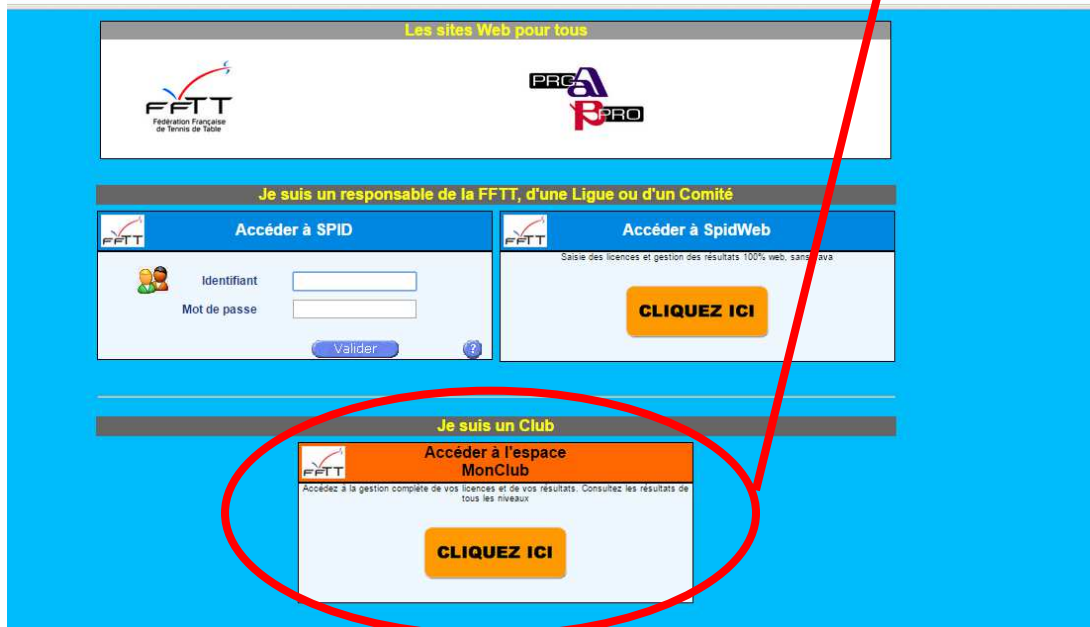 Les sites Web pour tous
FFTT
Fédération Française
de Tennis de Table
PRO A
B PRO
Je suis un responsable de la FFTT, d'une Ligue ou d'un Comité
FFTT
Accéder à SPID
Identifiant
Mot de passe
Valider
?
FFTT
Accéder à SpidWeb
Saisie des licences et gestion des résultats 100% web, sans Java
CLIQUEZ ICI
Je suis un Club
FFTT
Accéder à l'espace
MonClub
Accédez à la gestion complète de vos licences et de vos résultats. Consultez les résultats de
tous les niveaux
CLIQUEZ ICI